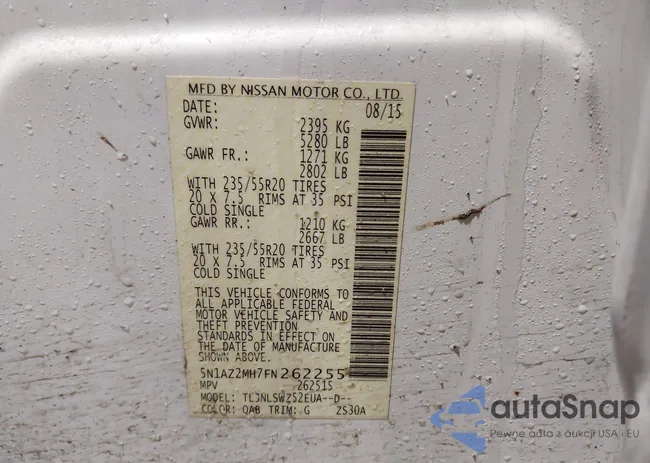 MFD BY NISSAN MOTOR CO., LTD.
DATE: 08/15
GVWR: 2395 KG
5280 LB
GAWR FR.: 1271 KG
2802 LB
WITH 235/55R20 TIRES
20 X 7.5 RIMS AT 35 PSI
COLD SINGLE
GAWR RR.: 1210 KG
2667 LB
WITH 235/55R20 TIRES
20 X 7.5 RIMS AT 35 PSI
COLD SINGLE
THIS VEHICLE CONFORMS TO
ALL APPLICABLE FEDERAL
MOTOR VEHICLE SAFETY AND
THEFT PREVENTION
STANDARDS IN EFFECT ON
THE DATE OF MANUFACTURE
SHOWN ABOVE.
5N1AZ2MH7FN262255
MPV 262515
MODEL: TL3NLSWZ52EUA--D--
COLOR: QAB TRIM: G ZS30A
autoSnap
Pewne auto z aukcji USA i EU